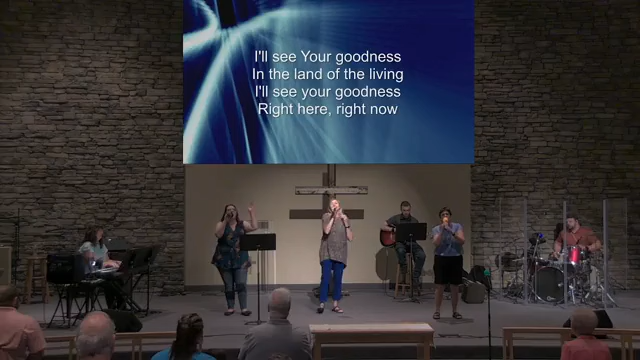 I'll see Your goodness
In the land of the living
I'll see your goodness
Right here, right now